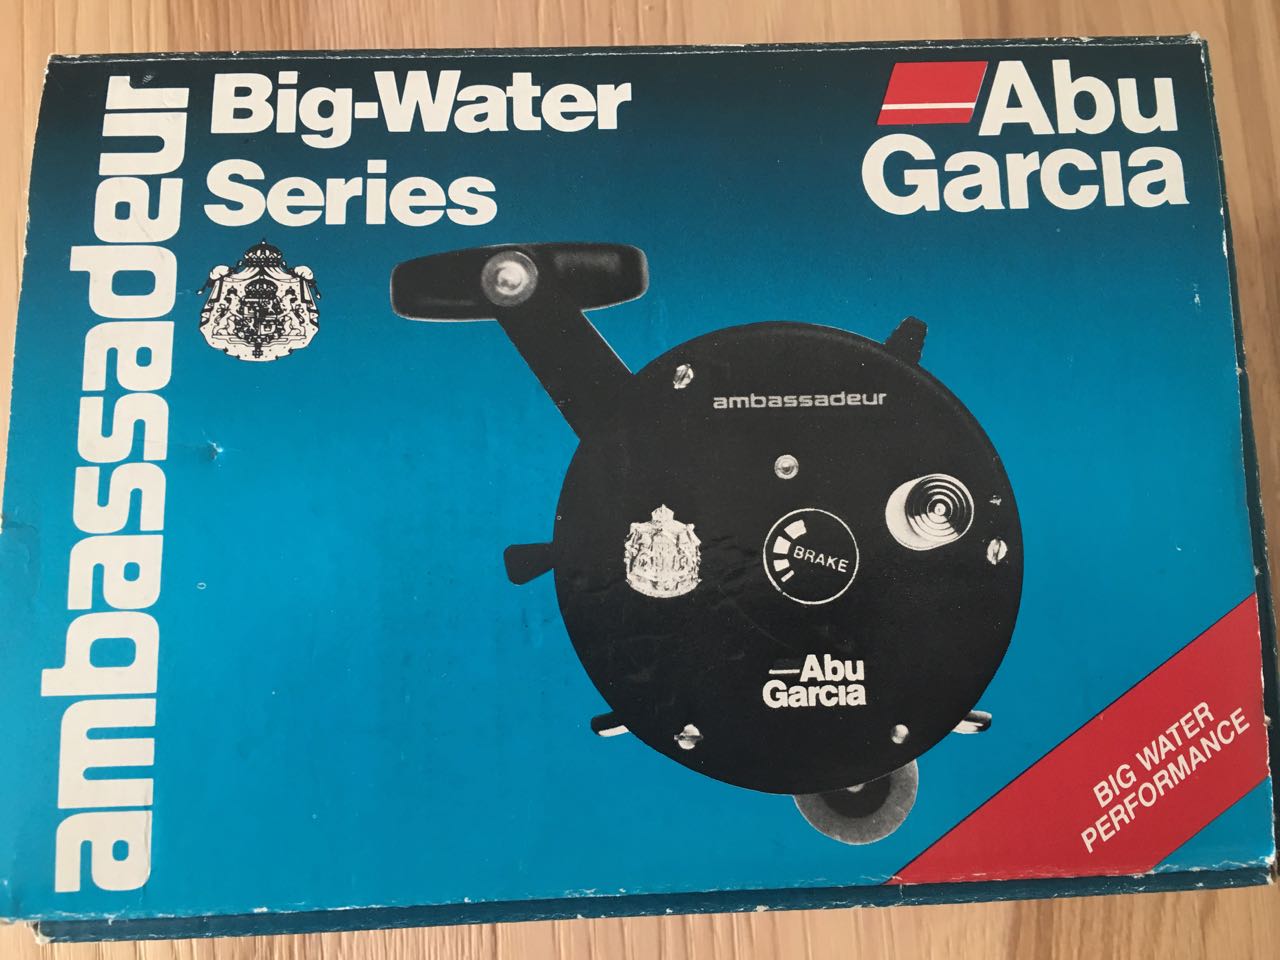 ambassadeur
Big-Water
Series
Abu
Garcia
ambassadeur
BRAKE
Abu
Garcia
BIG WATER
PERFORMANCE